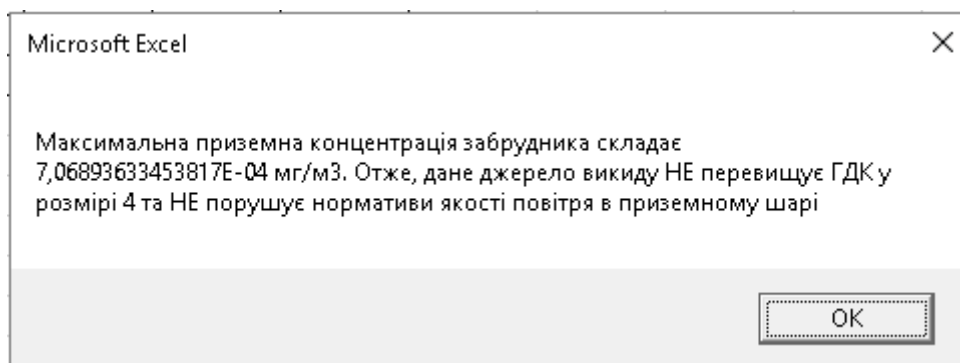 Microsoft Excel
Максимальна приземна концентрація забрудника складає
7,06893633453817E-04 мг/м3. Отже, дане джерело викиду НЕ перевищує ГДК у
розмірі 4 та НЕ порушує нормативи якості повітря в приземному шарі
OK